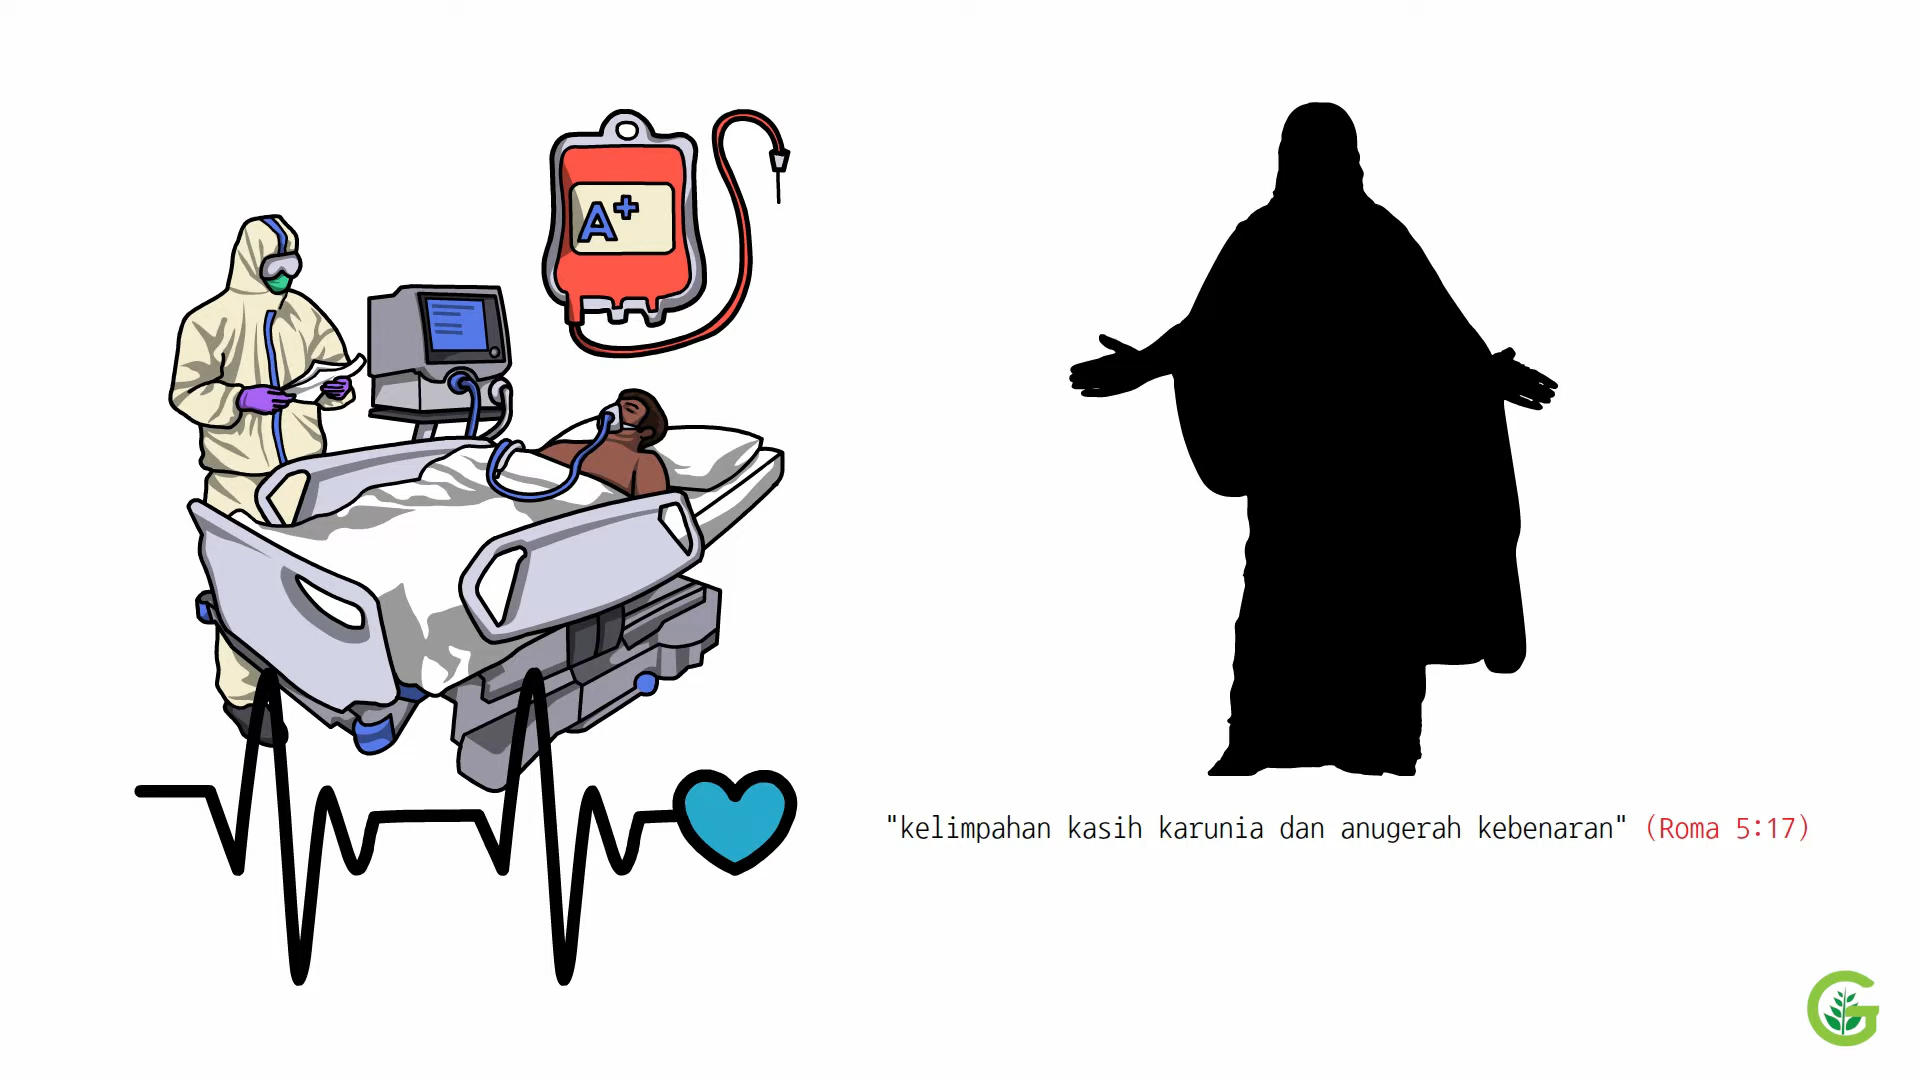 A+
"kelimpahan kasih karunia dan anugerah kebenaran" (Roma 5:17)
G